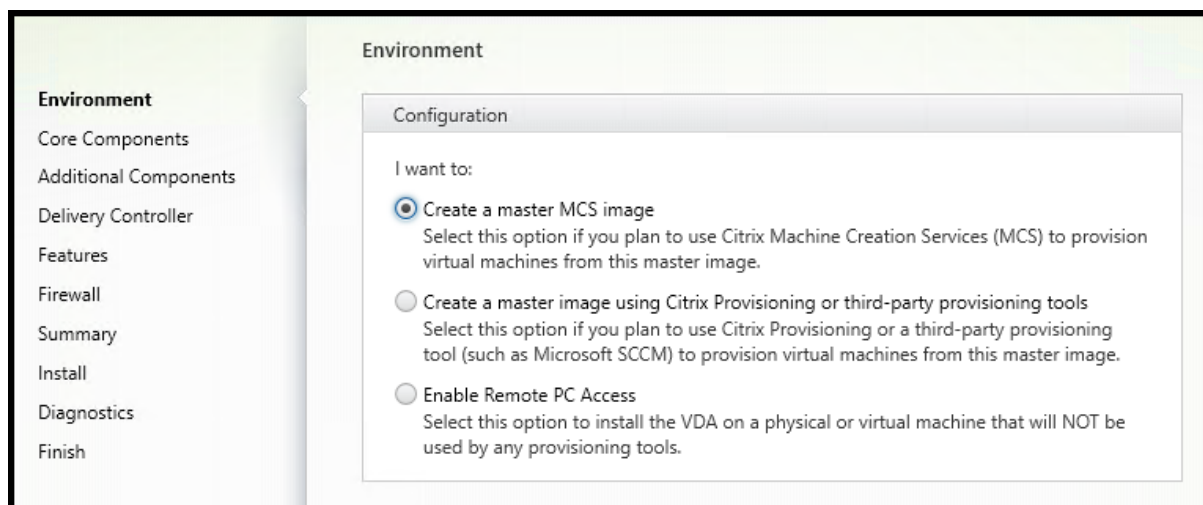 Environment
Core Components
Additional Components
Delivery Controller
Features
Firewall
Summary
Install
Diagnostics
Finish
Environment
Configuration
I want to:
Create a master MCS image
Select this option if you plan to use Citrix Machine Creation Services (MCS) to provision
virtual machines from this master image.
Create a master image using Citrix Provisioning or third-party provisioning tools
Select this option if you plan to use Citrix Provisioning or a third-party provisioning
tool (such as Microsoft SCCM) to provision virtual machines from this master image.
Enable Remote PC Access
Select this option to install the VDA on a physical or virtual machine that will NOT be
used by any provisioning tools.